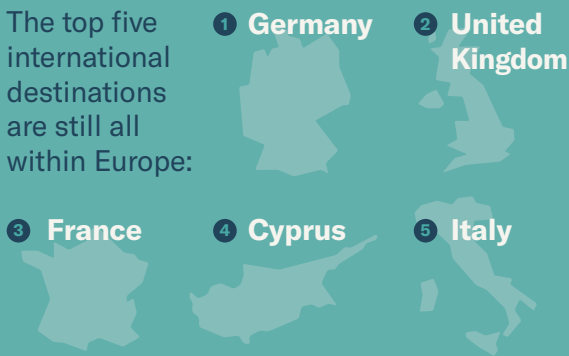 The top five
international
destinations
are still all
within Europe:
1 Germany
2 United
Kingdom
3 France
4 Cyprus
5 Italy